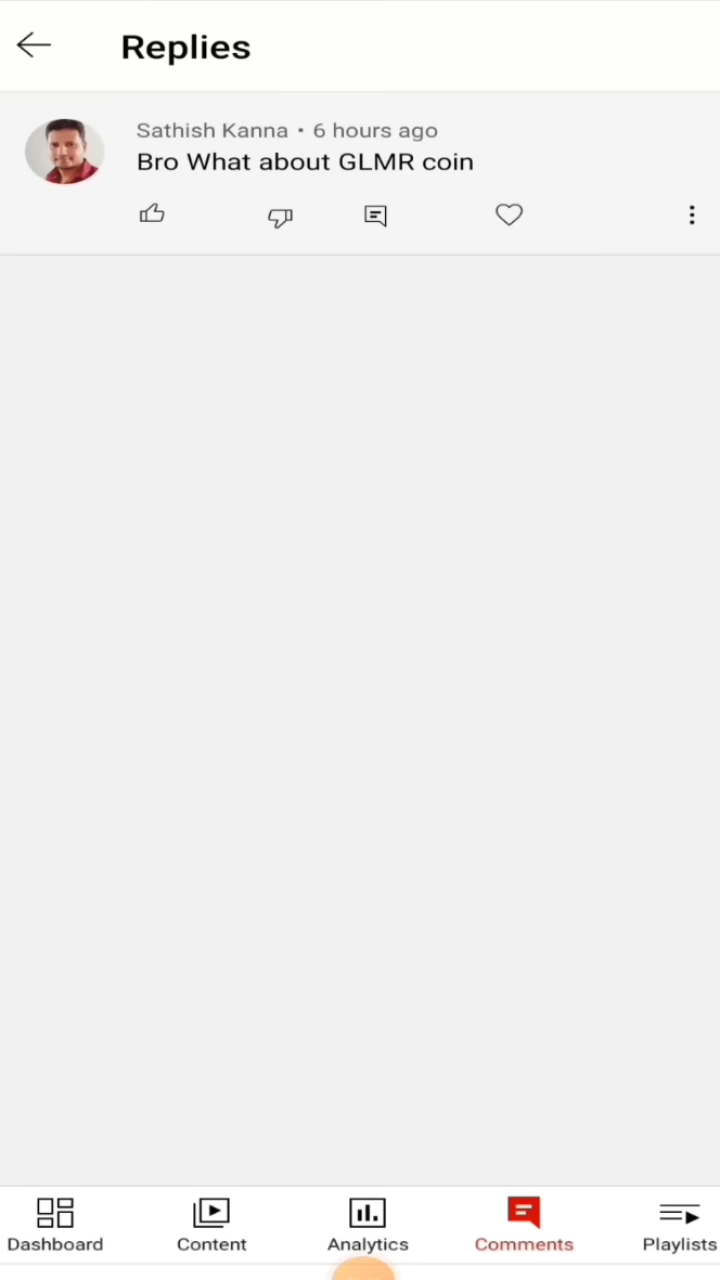 Replies
Sathish Kanna • 6 hours ago
Bro What about GLMR coin
Dashboard
Content
Analytics
Comments
Playlists